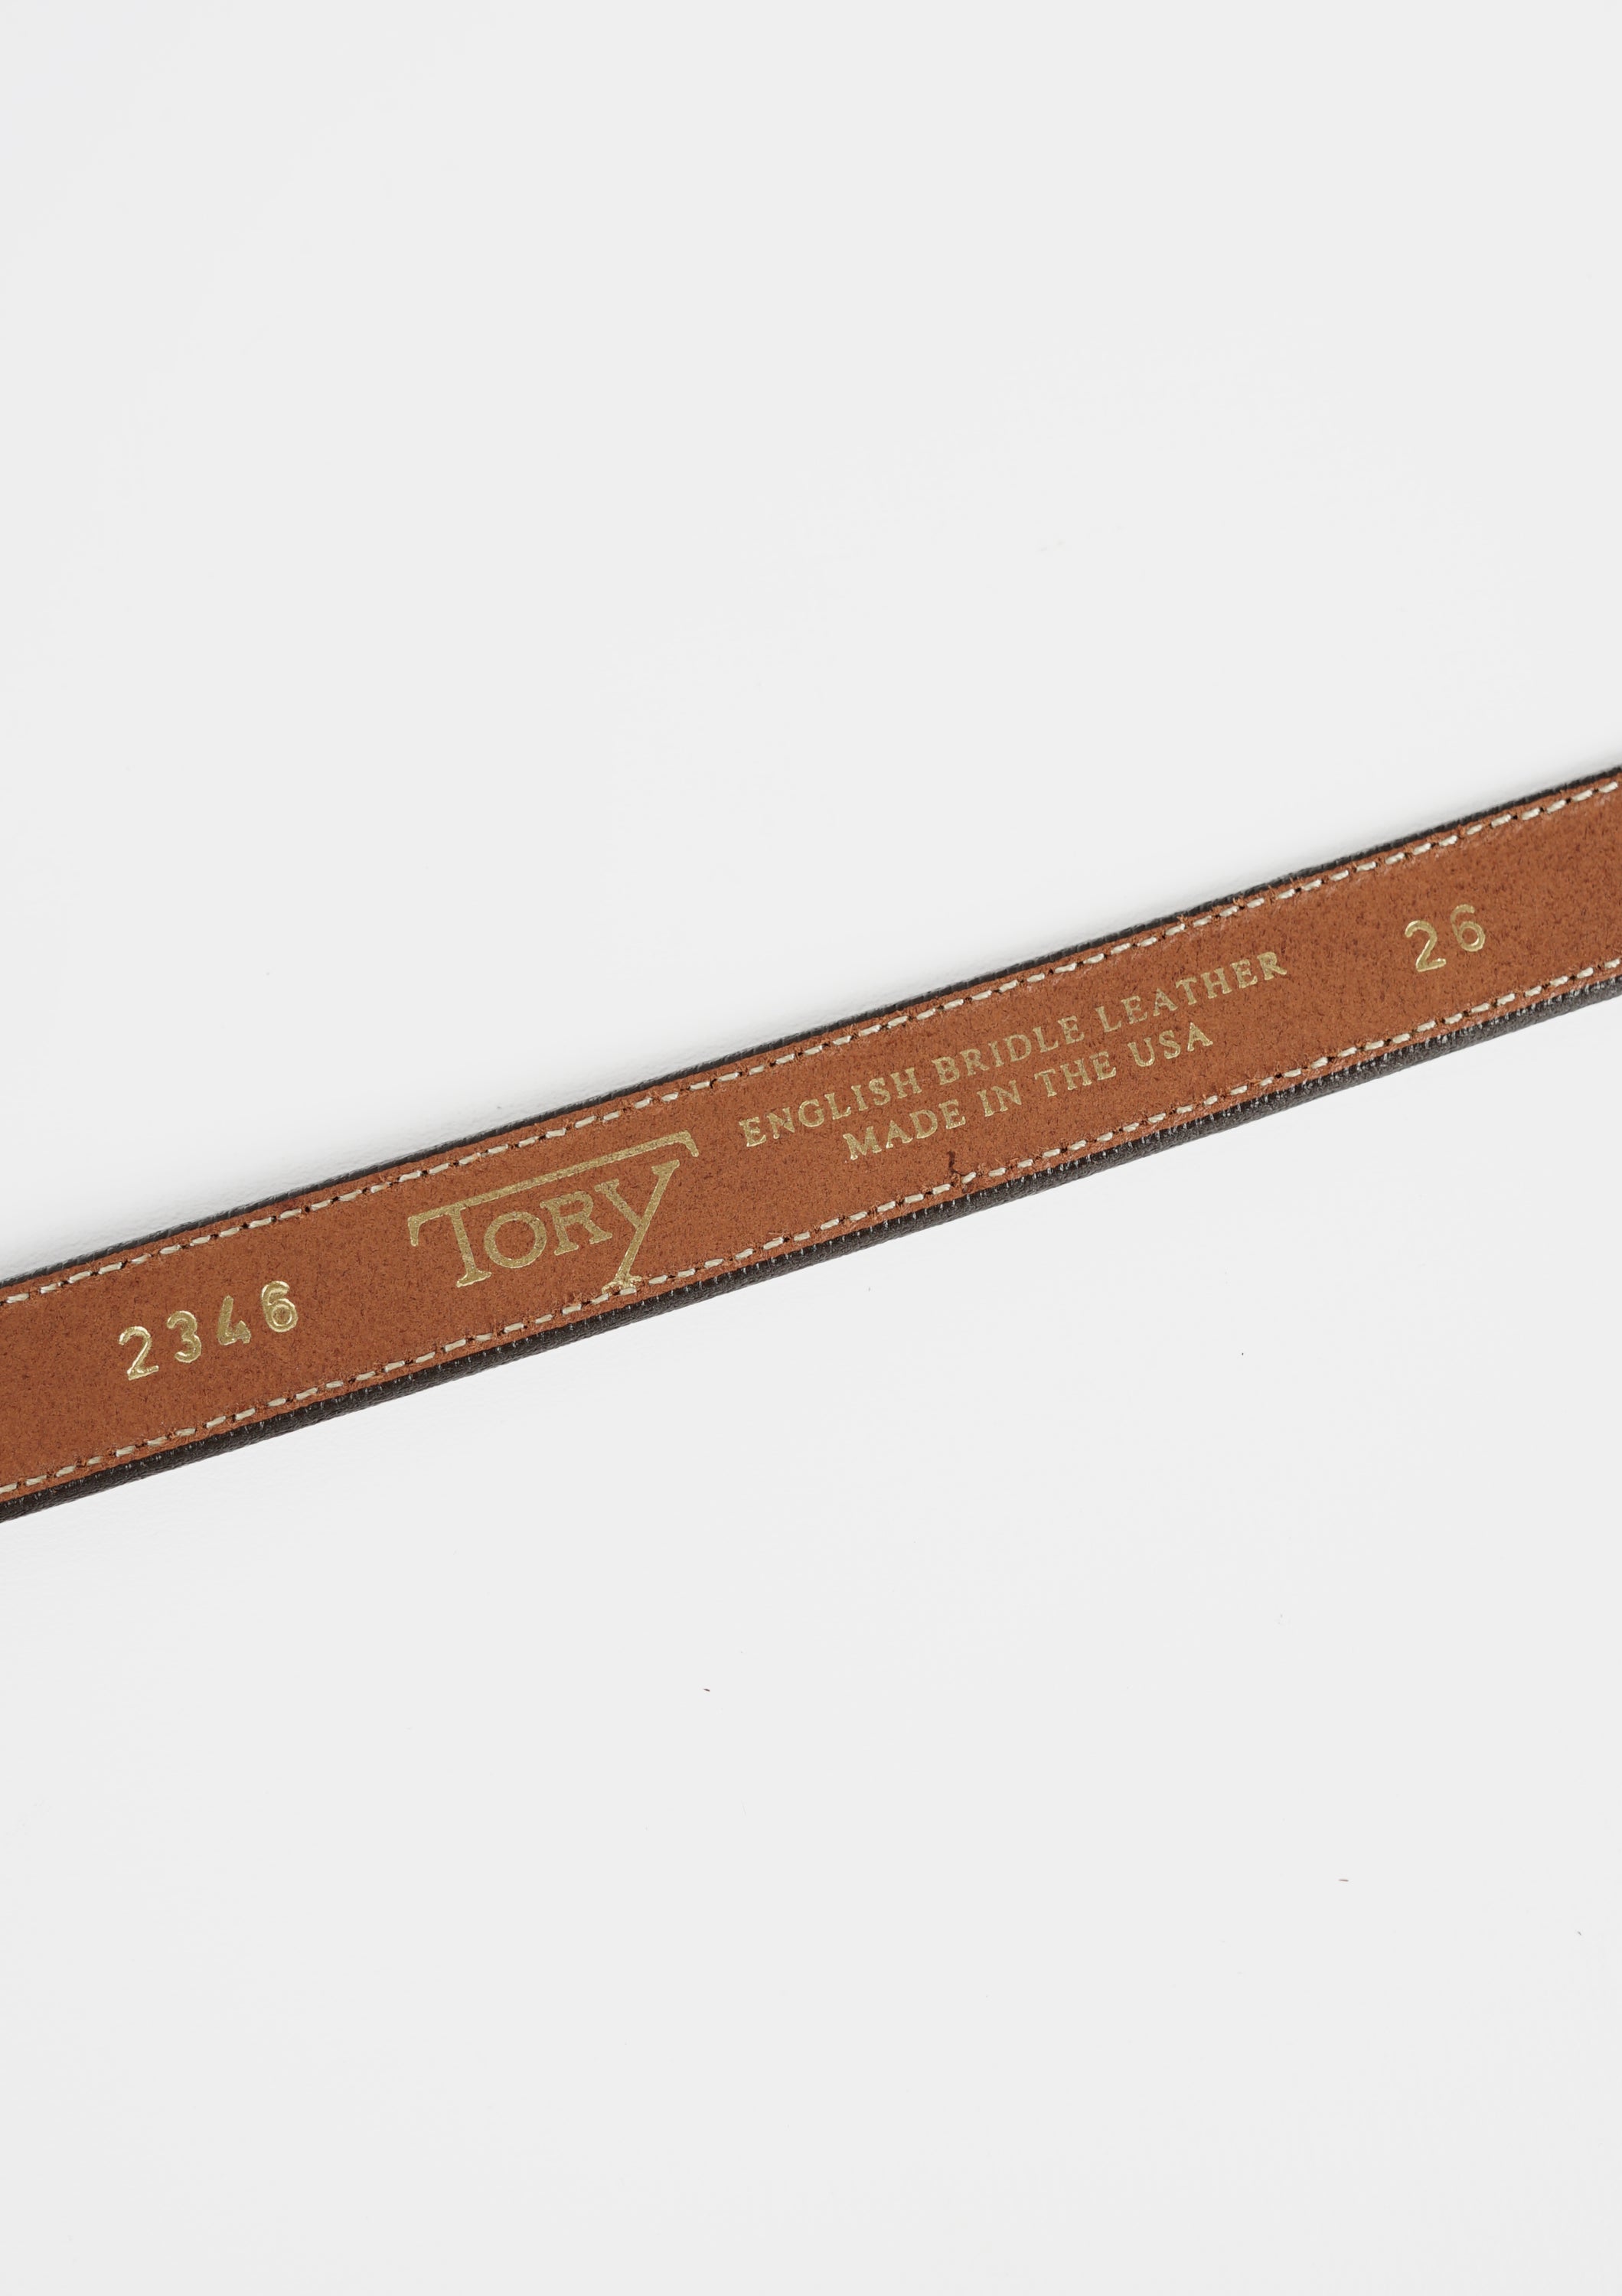 2346
TORY
ENGLISH BRIDLE LEATHER
MADE IN THE USA
26